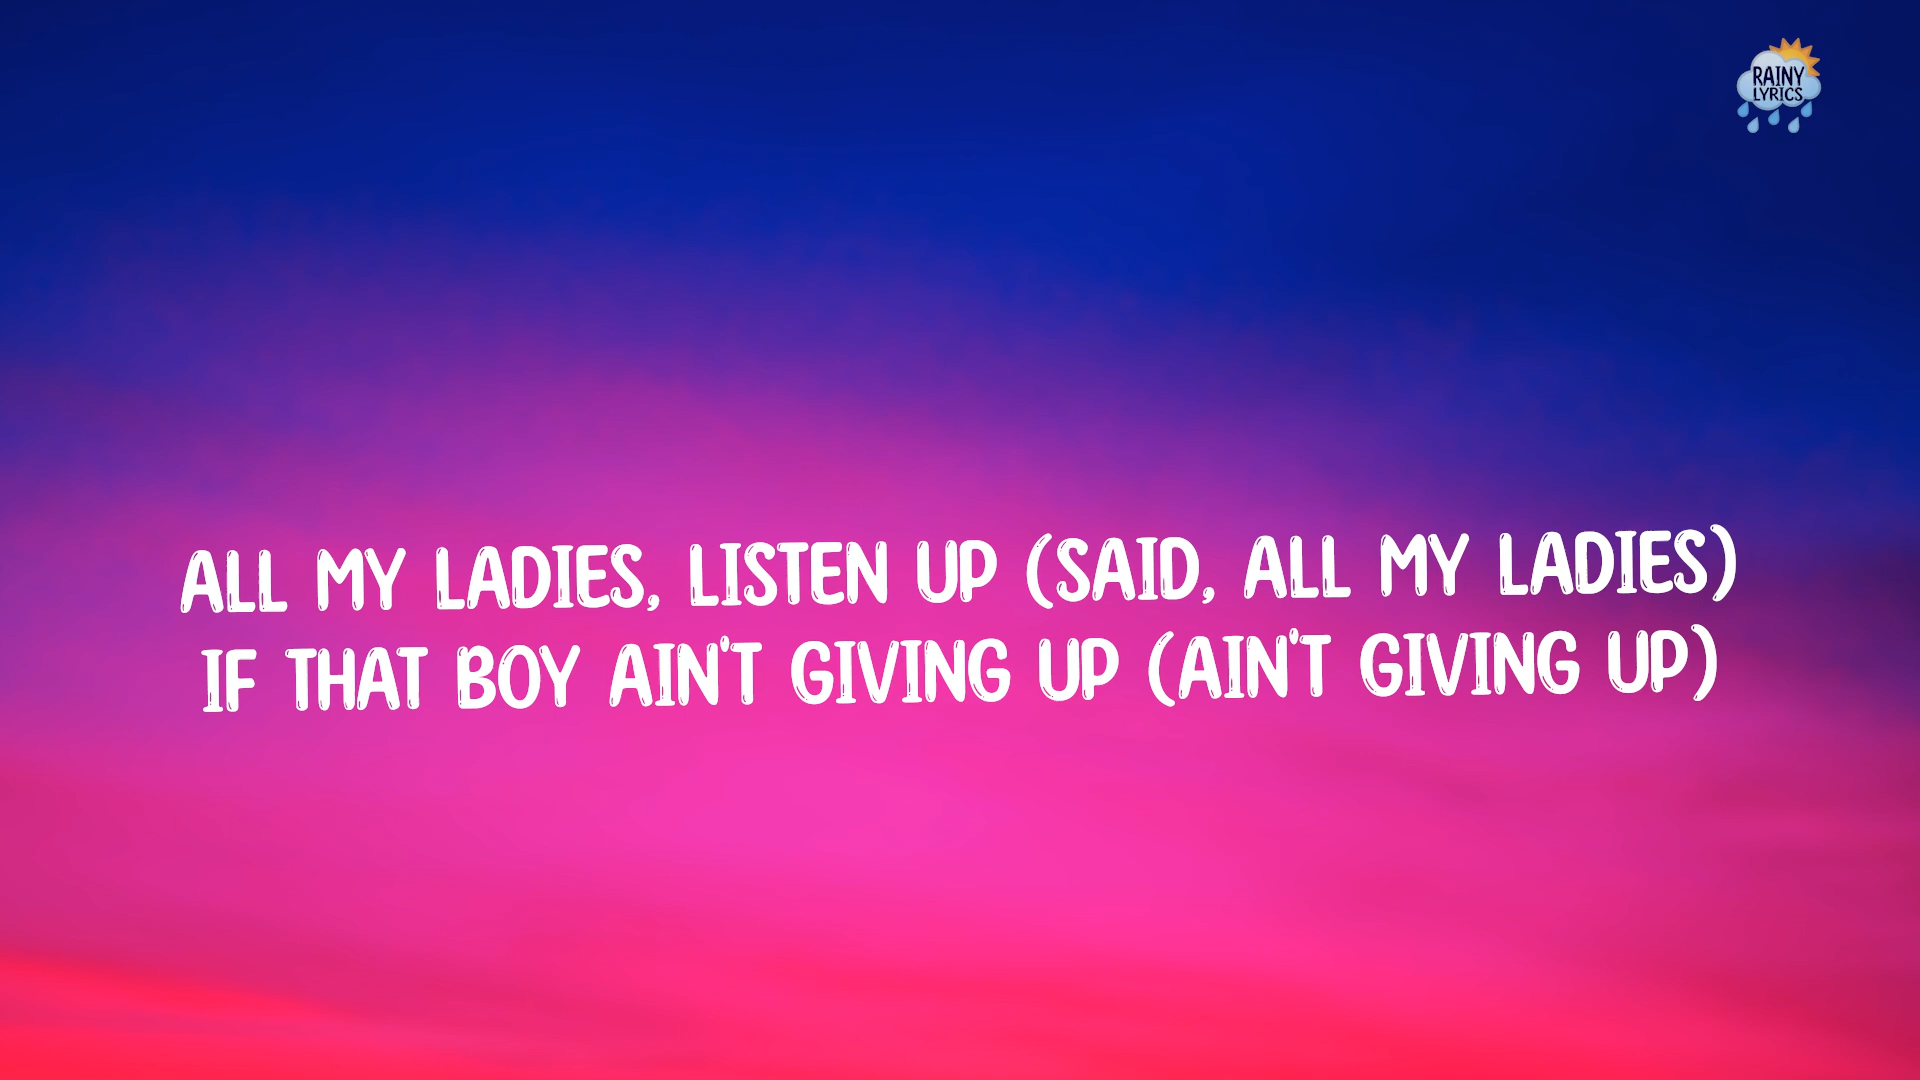 RAINY
LYRICS
ALL MY LADIES, LISTEN UP (SAID, ALL MY LADIES)
IF THAT BOY AIN'T GIVING UP (AIN'T GIVING UP)